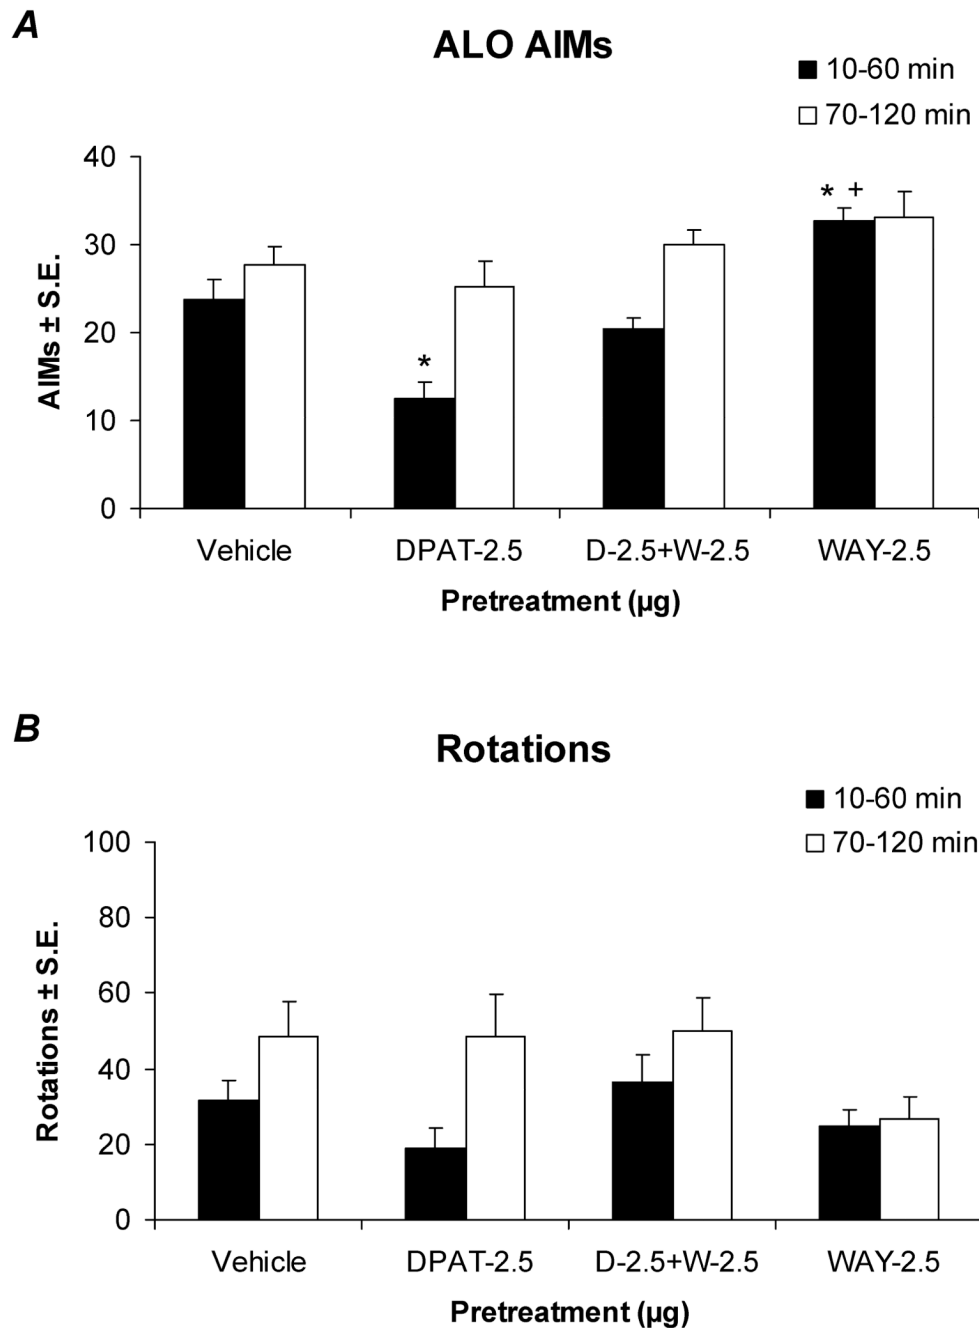 A
ALO AIMs
10-60 min
70-120 min
40
30
20
10
0
AIMs ± S.E.
*
* +
Vehicle DPAT-2.5 D-2.5+W-2.5 WAY-2.5
Pretreatment (µg)
B
Rotations
10-60 min
70-120 min
100
80
60
40
20
0
Rotations ± S.E.
Vehicle DPAT-2.5 D-2.5+W-2.5 WAY-2.5
Pretreatment (µg)